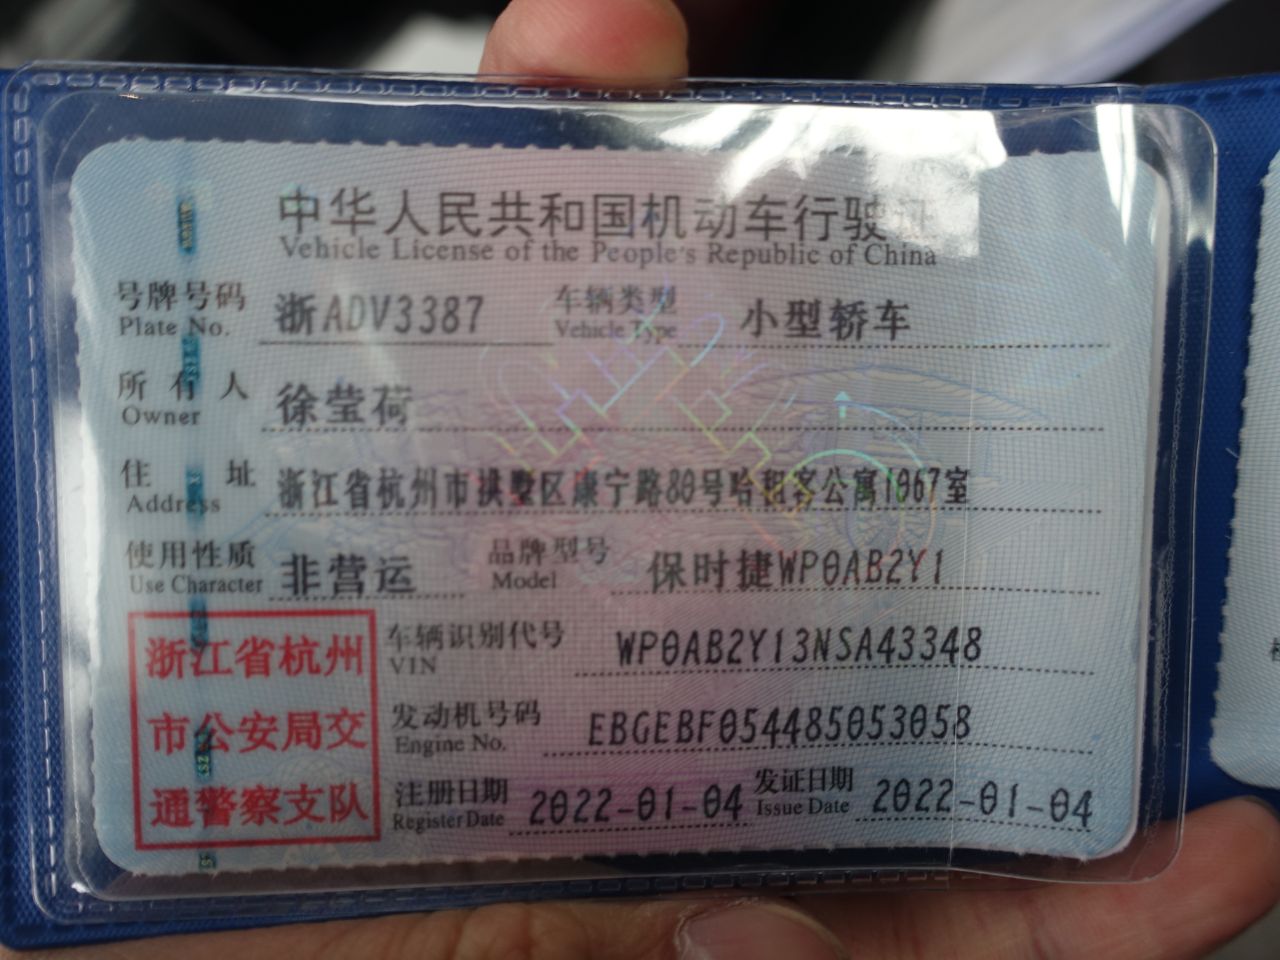 中华人民共和国机动车行驶证
Vehicle License of the People's Republic of China
号牌号码 浙ADV3387 车辆类型 小型轿车
Plate No. Vehicle Type
所有人 徐莹荷
Owner
住址 浙江省杭州市拱墅区康宁路80号哈租客公寓1067室
Address
使用性质 非营运 品牌型号 保时捷WP0AB2Y1
Use Character Model
浙江省杭州
市公安局交
通警察支队
车辆识别代号 WP0AB2Y13NSA43348
VIN
发动机号码 EBGEBF054485053058
Engine No.
注册日期 2022-01-04 发证日期 2022-01-04
Register Date Issue Date